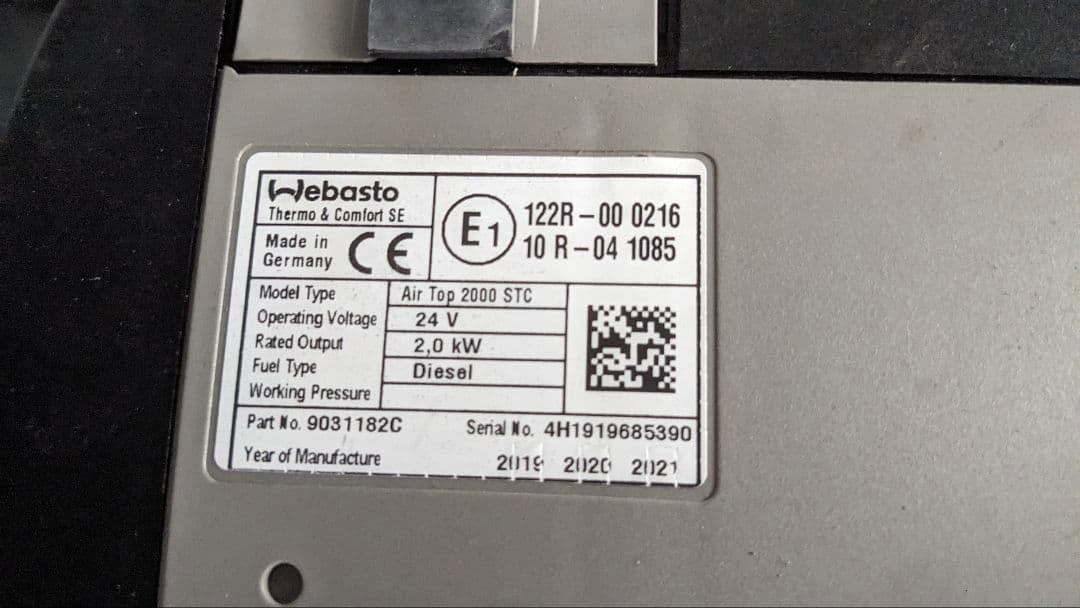 Webasto
Thermo & Comfort SE
Made in
Germany
CE
E1
122R-00 0216
10 R-04 1085
Model Type Air Top 2000 STC
Operating Voltage 24 V
Rated Output 2,0 kW
Fuel Type Diesel
Working Pressure
Part No. 9031182C Serial No. 4H1919685390
Year of Manufacture 2019 2020 2021